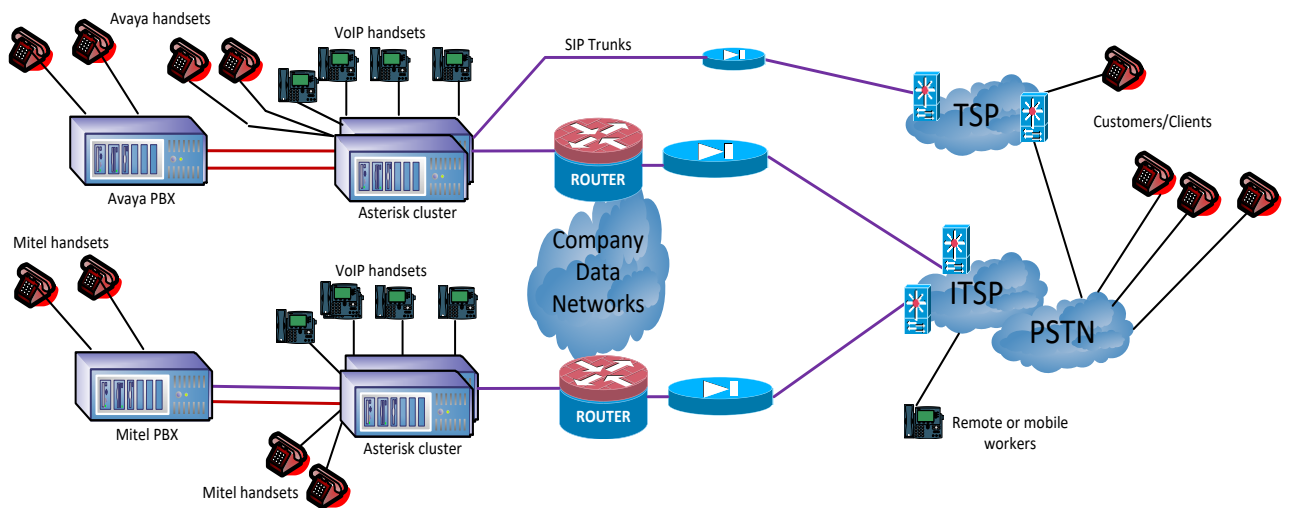 Avaya handsets
VoIP handsets
SIP Trunks
TSP
Customers/Clients
Avaya PBX
Asterisk cluster
ROUTER
Company
Data
Networks
Mitel handsets
VoIP handsets
ITSP
PSTN
Mitel PBX
Asterisk cluster
ROUTER
Remote or mobile
workers
Mitel handsets